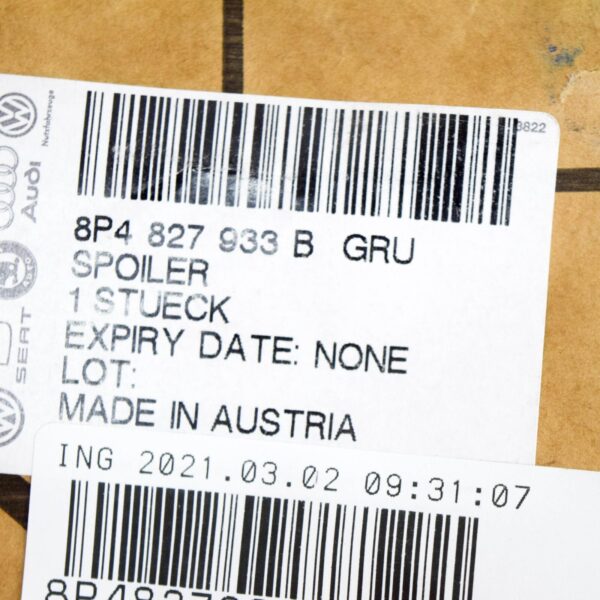 3822
Nutzfahrzeuge
Audi
SEAT
8P4 827 933 B GRU
SPOILER
1 STUECK
EXPIRY DATE: NONE
LOT:
MADE IN AUSTRIA
ING 2021.03.02 09:31:07